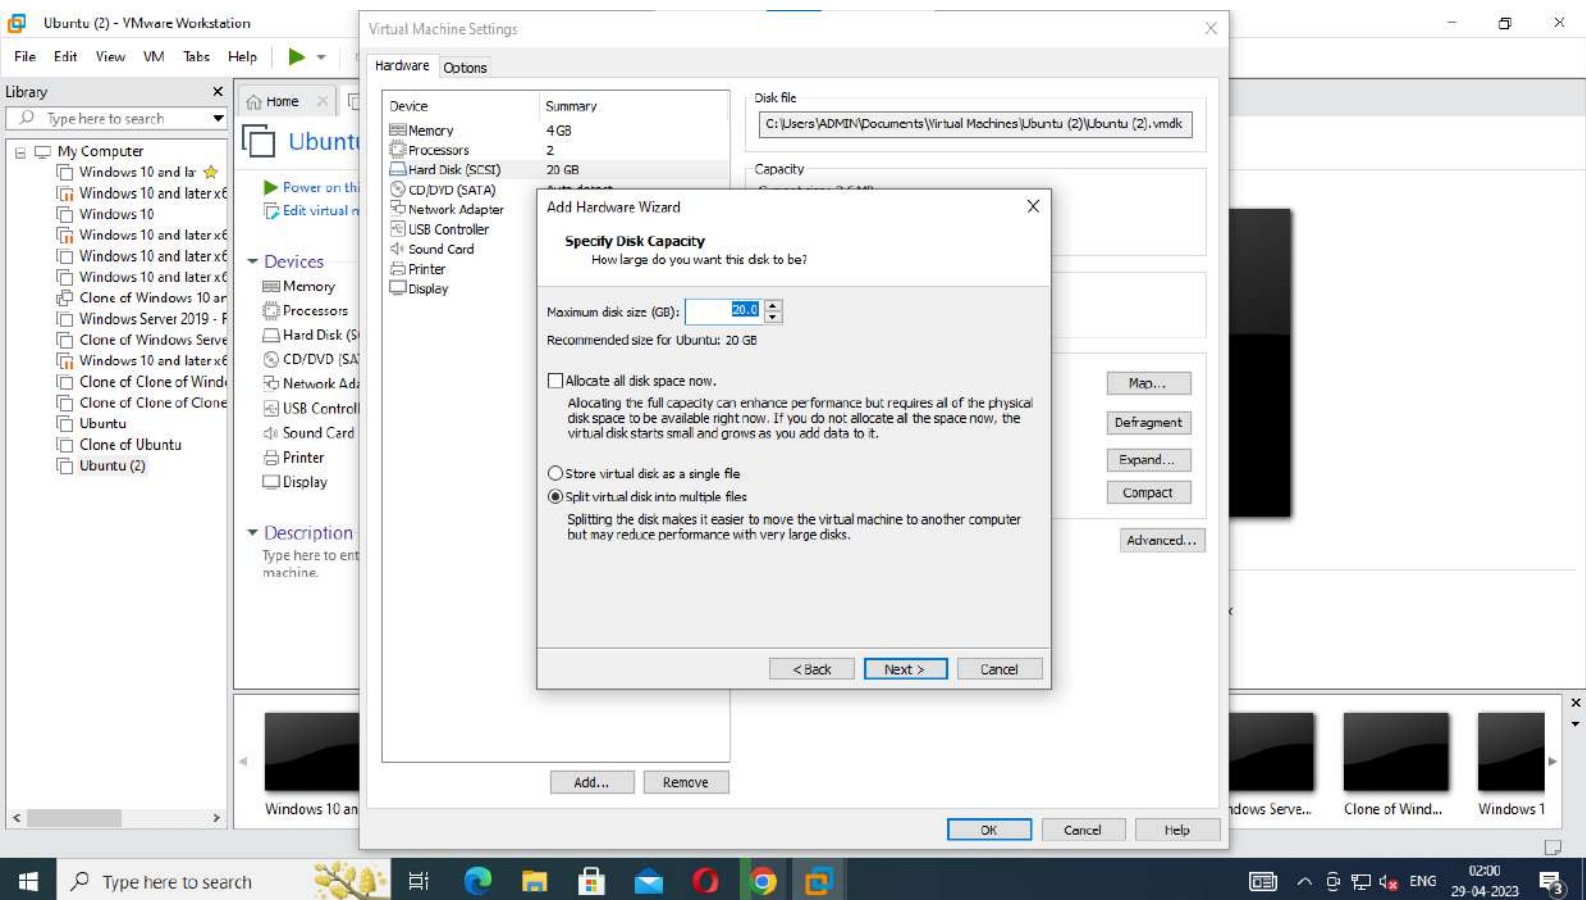 Ubuntu (2) - VMware Workstation
File Edit View VM Tabs Help
Library
Type here to search
My Computer
Windows 10 and la
Windows 10 and later x6
Windows 10
Windows 10 and later x6
Windows 10 and later x6
Windows 10 and later x6
Clone of Windows 10 ar
Windows Server 2019 - F
Clone of Windows Serve
Windows 10 and later x6
Clone of Clone of Wind
Clone of Clone of Clone
Ubuntu
Clone of Ubuntu
Ubuntu (2)
Home
Ubunt
Power on thi
Edit virtual m
Devices
Memory
Processors
Hard Disk (S
CD/DVD (SA
Network Ada
USB Controll
Sound Card
Printer
Display
Description
Type here to ent
machine.
Virtual Machine Settings
Hardware Options
Device Summary
Memory 4 GB
Processors 2
Hard Disk (SCSI) 20 GB
CD/DVD (SATA) Auto detect
Network Adapter
USB Controller
Sound Card
Printer
Display
Disk file
C:\Users\ADMIN\Documents\Virtual Machines\Ubuntu (2)\Ubuntu (2).vmdk
Capacity
Add Hardware Wizard
Specify Disk Capacity
How large do you want this disk to be?
Maximum disk size (GB): 20.0
Recommended size for Ubuntu: 20 GB
Allocate all disk space now.
Allocating the full capacity can enhance performance but requires all of the physical
disk space to be available right now. If you do not allocate all the space now, the
virtual disk starts small and grows as you add data to it.
Store virtual disk as a single file
Split virtual disk into multiple files
Splitting the disk makes it easier to move the virtual machine to another computer
but may reduce performance with very large disks.
< Back Next > Cancel
Map...
Defragment
Expand...
Compact
Advanced...
Add... Remove
OK Cancel Help
Windows 10 an
ndows Serve... Clone of Wind... Windows 1
Type here to search
ENG
02:00
29-04-2023
3